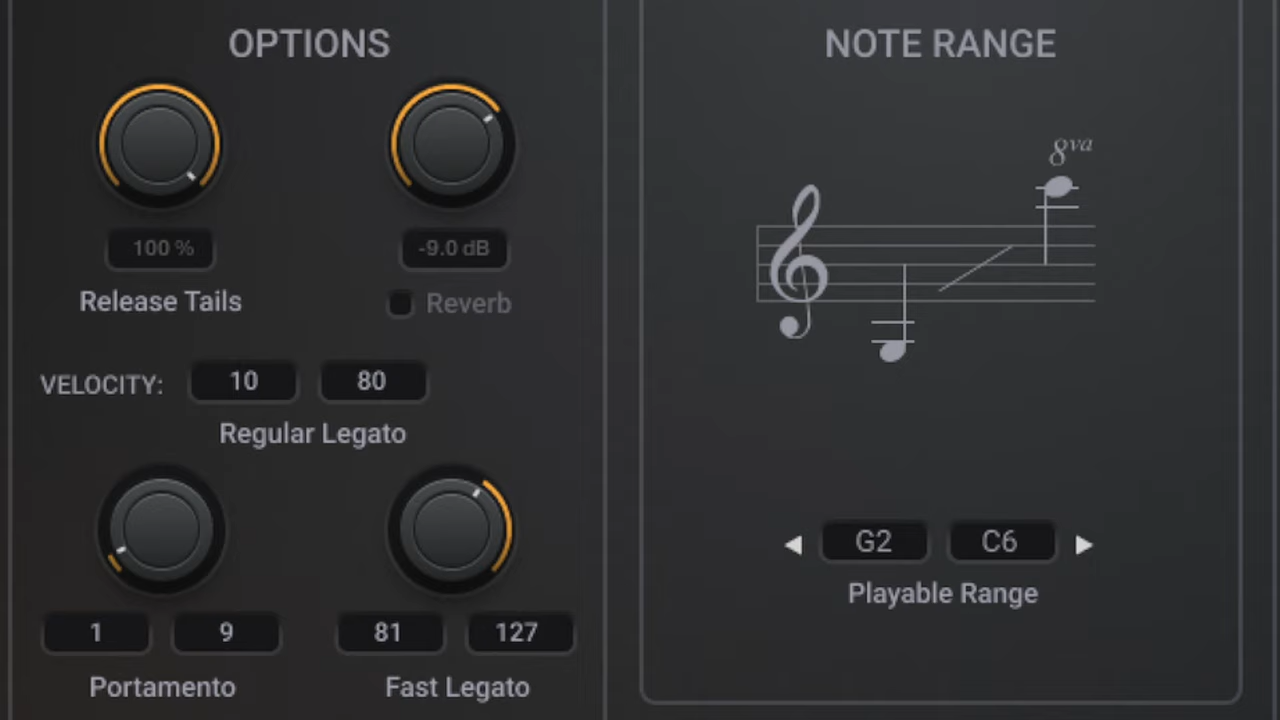 OPTIONS
100 %
-9.0 dB
Release Tails
Reverb
VELOCITY:
10
80
Regular Legato
1
9
81
127
Portamento
Fast Legato
NOTE RANGE
8va
G2
C6
Playable Range